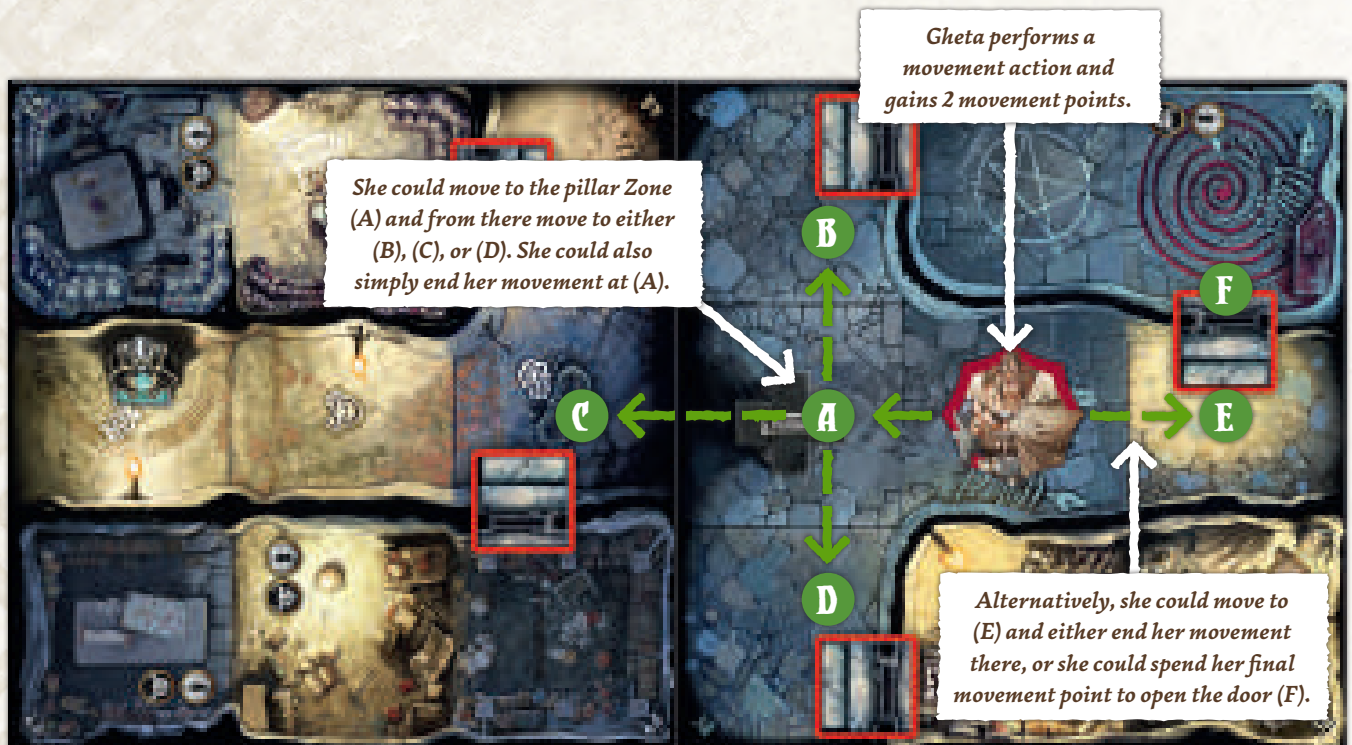 Gheta performs a
movement action and
gains 2 movement points.
She could move to the pillar Zone
(A) and from there move to either
(B), (C), or (D). She could also
simply end her movement at (A).
B
F
C
A
E
D
Alternatively, she could move to
(E) and either end her movement
there, or she could spend her final
movement point to open the door (F).